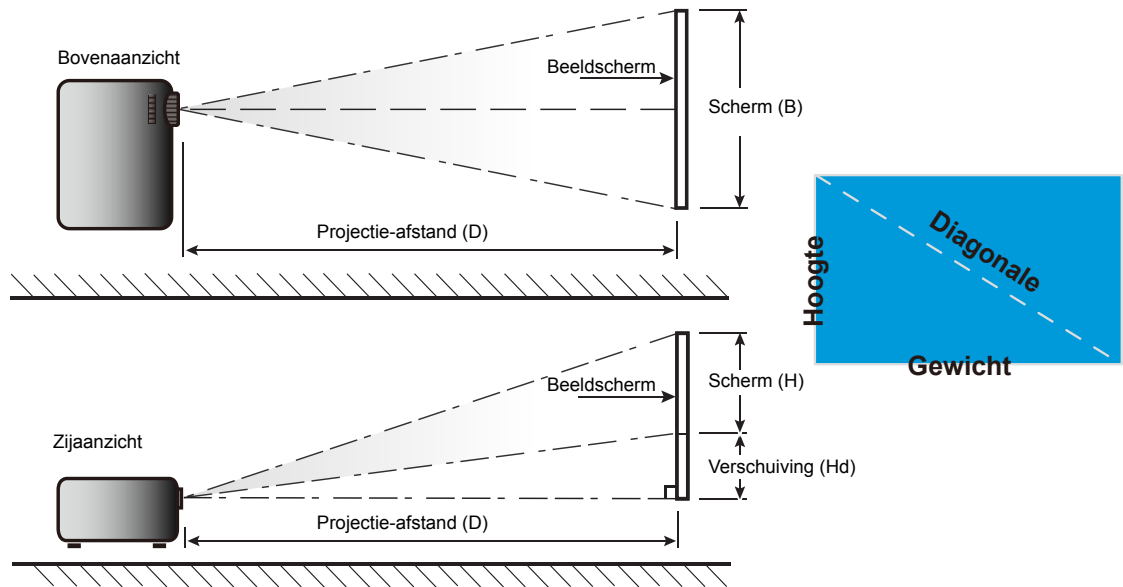 Bovenaanzicht
Beeldscherm
Scherm (B)
Projectie-afstand (D)
Hoogte
Diagonale
Gewicht
Zijaanzicht
Beeldscherm
Scherm (H)
Verschuiving (Hd)
Projectie-afstand (D)